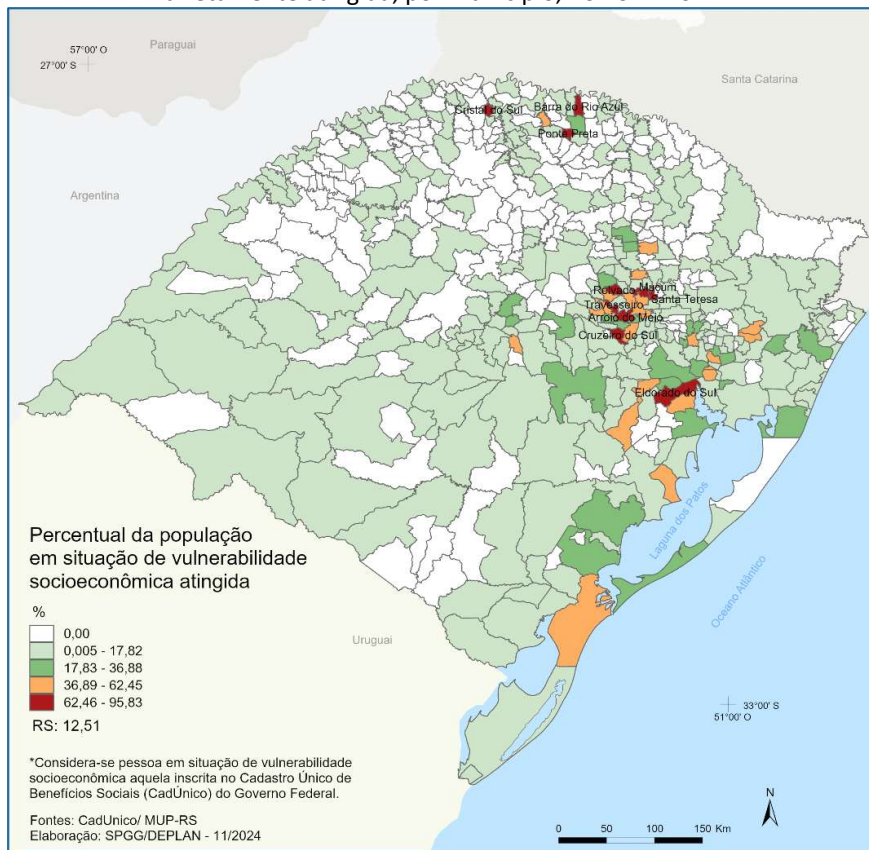 57°00' O
27°00' S
Paraguai
Santa Catarina
Argentina
Cristal do Sul
Barra do Rio Azul
Ponte Preta
Relvado
Muçum
Santa Teresa
Travesseiro
Arroio do Meio
Cruzeiro do Sul
Eldorado do Sul
Laguna dos Patos
Oceano Atlântico
Uruguai
33°00' S
51°00' O
Percentual da população
em situação de vulnerabilidade
socioeconômica atingida
%
0,00
0,005 - 17,82
17,83 - 36,88
36,89 - 62,45
62,46 - 95,83
RS: 12,51
*Considera-se pessoa em situação de vulnerabilidade
socioeconômica aquela inscrita no Cadastro Único de
Benefícios Sociais (CadÚnico) do Governo Federal.
Fontes: CadUnico/ MUP-RS
Elaboração: SPGG/DEPLAN - 11/2024
N
0 50 100 150 Km